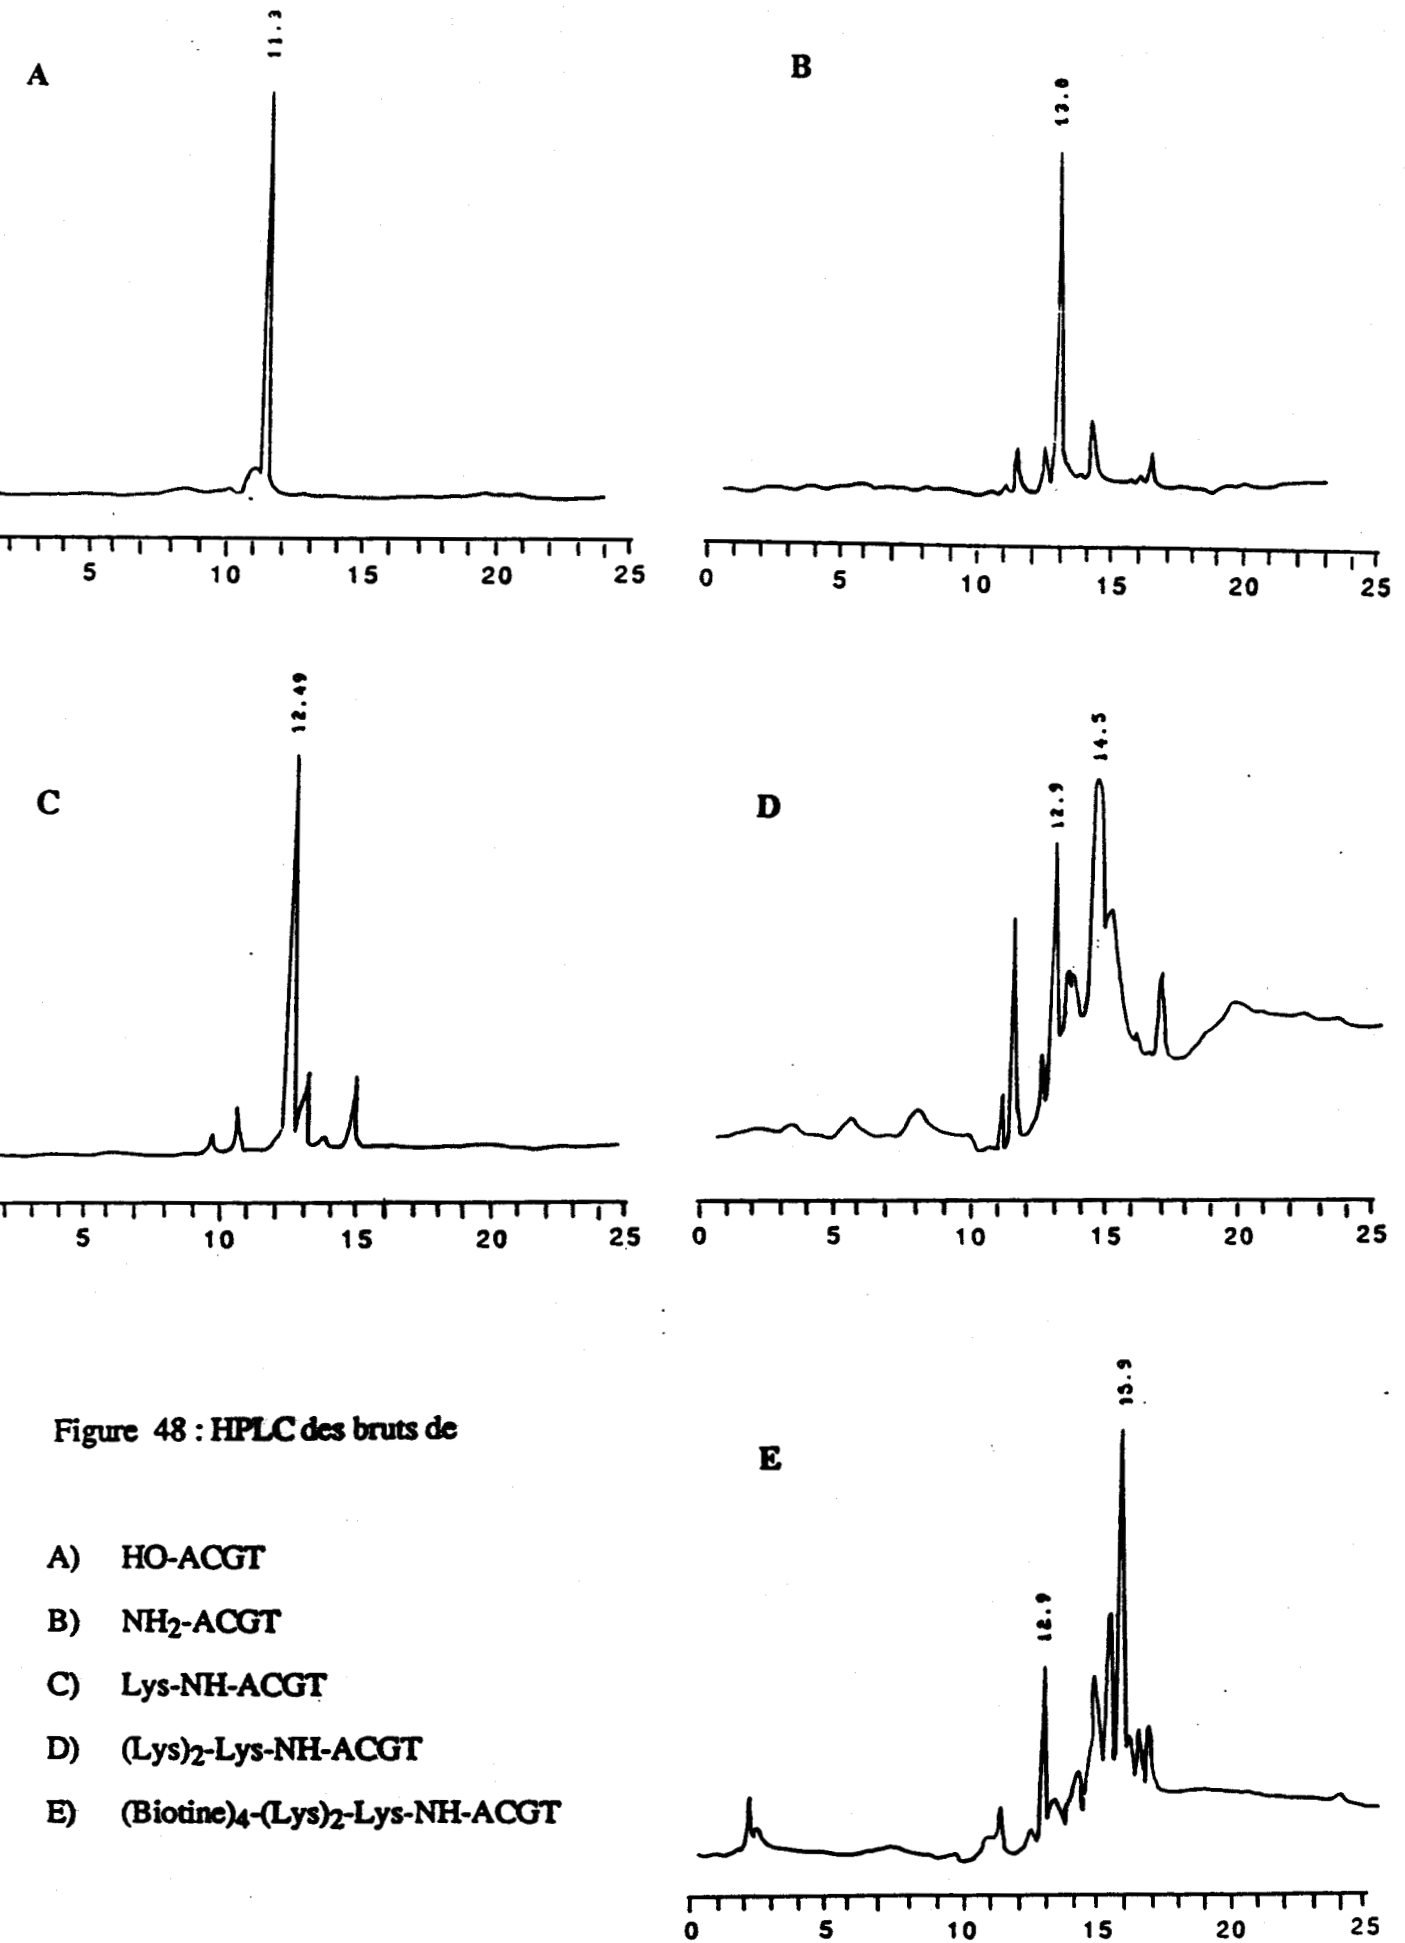 A
11.3
5 10 15 20 25
B
13.0
0 5 10 15 20 25
C
12.49
5 10 15 20 25
D
12.9
14.5
0 5 10 15 20 25
Figure 48 : HPLC des bruts de
A) HO-ACGT
B) NH2-ACGT
C) Lys-NH-ACGT
D) (Lys)2-Lys-NH-ACGT
E) (Biotine)4-(Lys)2-Lys-NH-ACGT
E
12.9
15.9
0 5 10 15 20 25